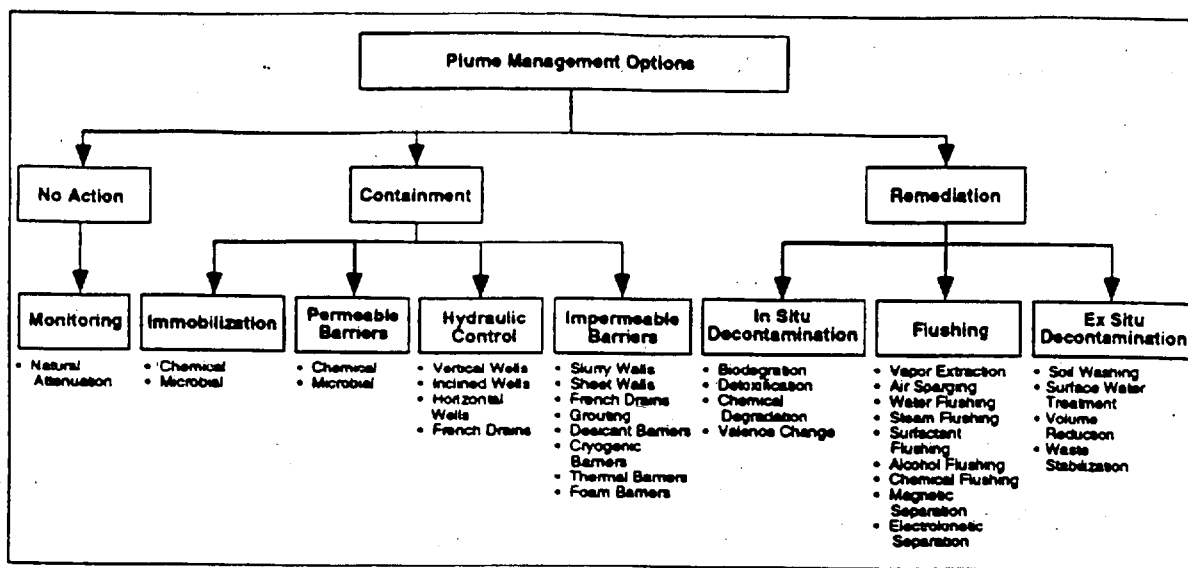 Plume Management Options
No Action
Containment
Remediation
Monitoring
• Natural
Attenuation
Immobilization
• Chemical
• Microbial
Permeable
Barriers
• Chemical
• Microbial
Hydraulic
Control
• Vertical Wells
• Inclined Wells
• Horizontal
Wells
• French Drains
Impermeable
Barriers
• Slurry Walls
• Sheet Walls
• French Drains
• Grouting
• Desicant Barriers
• Cryogenic
Barriers
• Thermal Barriers
• Foam Barriers
In Situ
Decontamination
• Biodegration
• Detoxification
• Chemical
Degradation
• Valence Change
Flushing
• Vapor Extraction
• Air Sparging
• Water Flushing
• Steam Flushing
• Surfactant
Flushing
• Alcohol Flushing
• Chemical Flushing
• Magnetic
Separation
• Electrokinetic
Separation
Ex Situ
Decontamination
• Soil Washing
• Surface Water
Treatment
• Volume
Reduction
• Waste
Stabilization